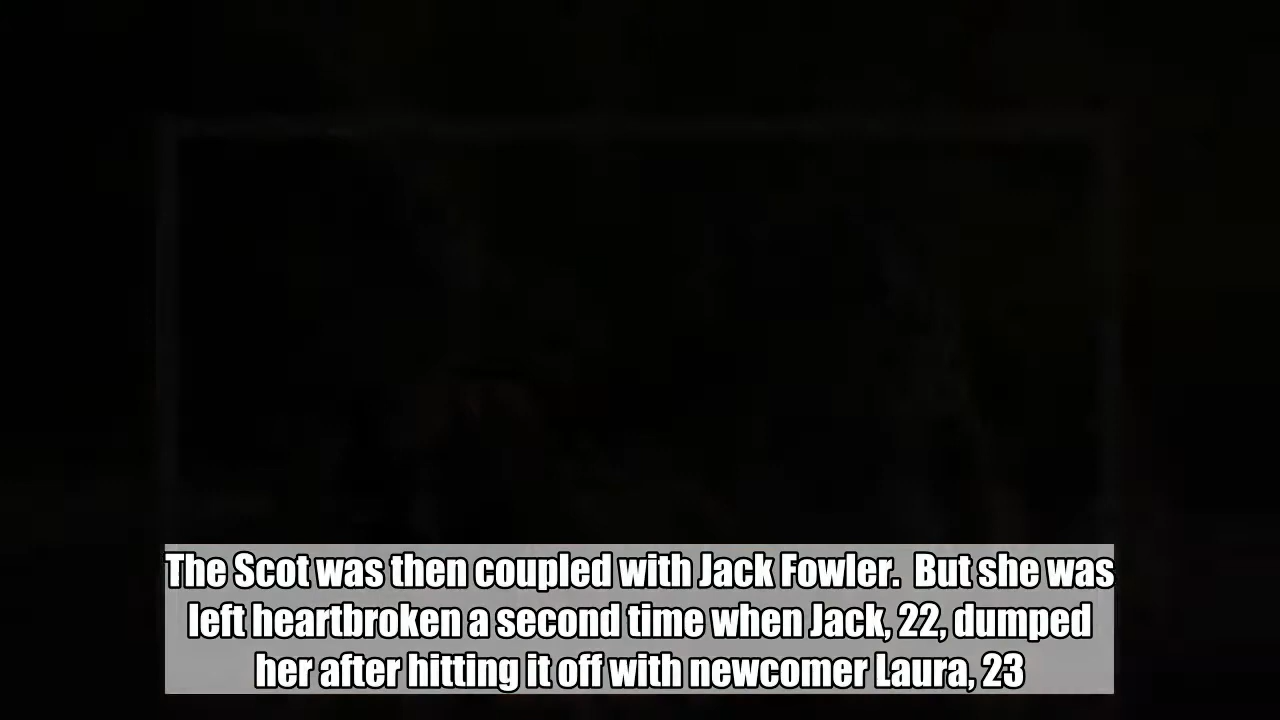 The Scot was then coupled with Jack Fowler.  But she was
left heartbroken a second time when Jack, 22, dumped
her after hitting it off with newcomer Laura, 23